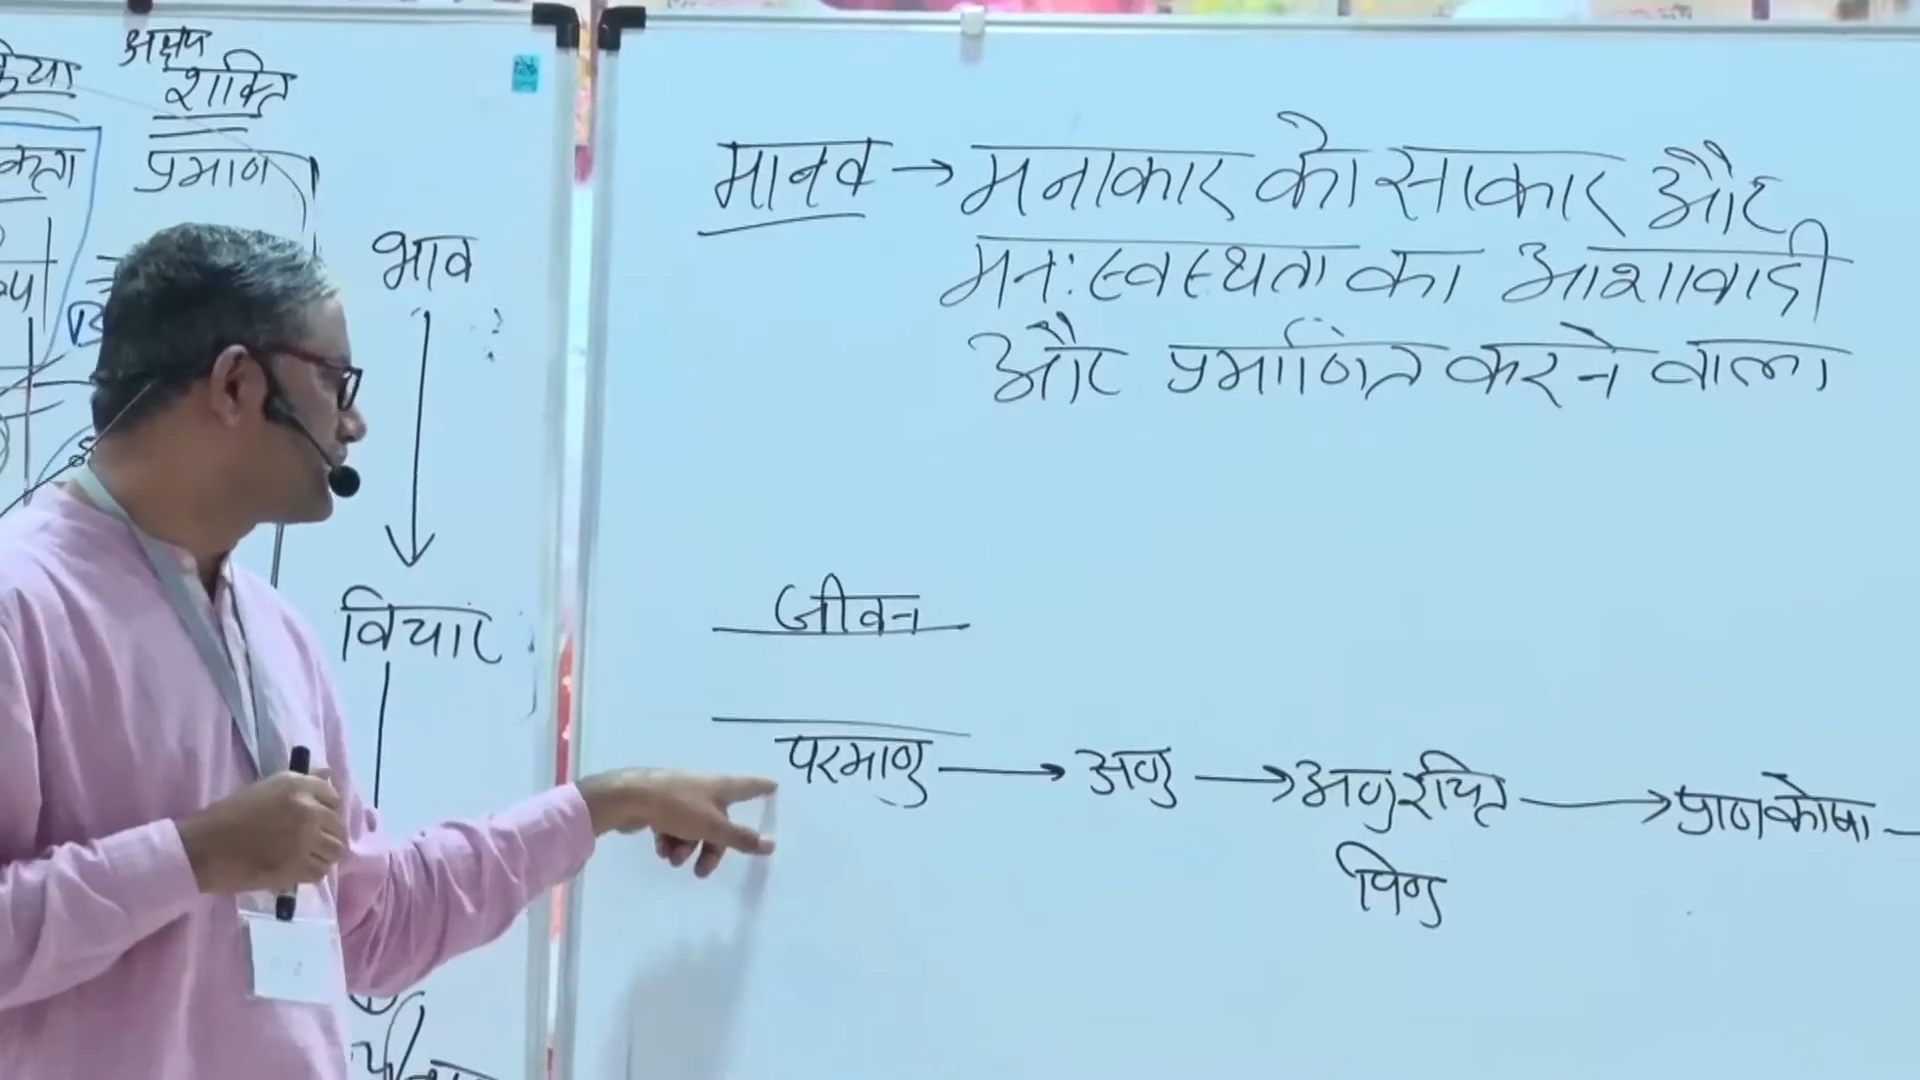 अक्षय
शक्ति
प्रमाण
भाव
विचार
मानव → मनाकार को साकार और
मनः स्वस्थता का आशावादी
और प्रमाणित करने वाला
जीवन
परमाणु → अणु → अणुरचित → प्राणकोषा
पिण्ड